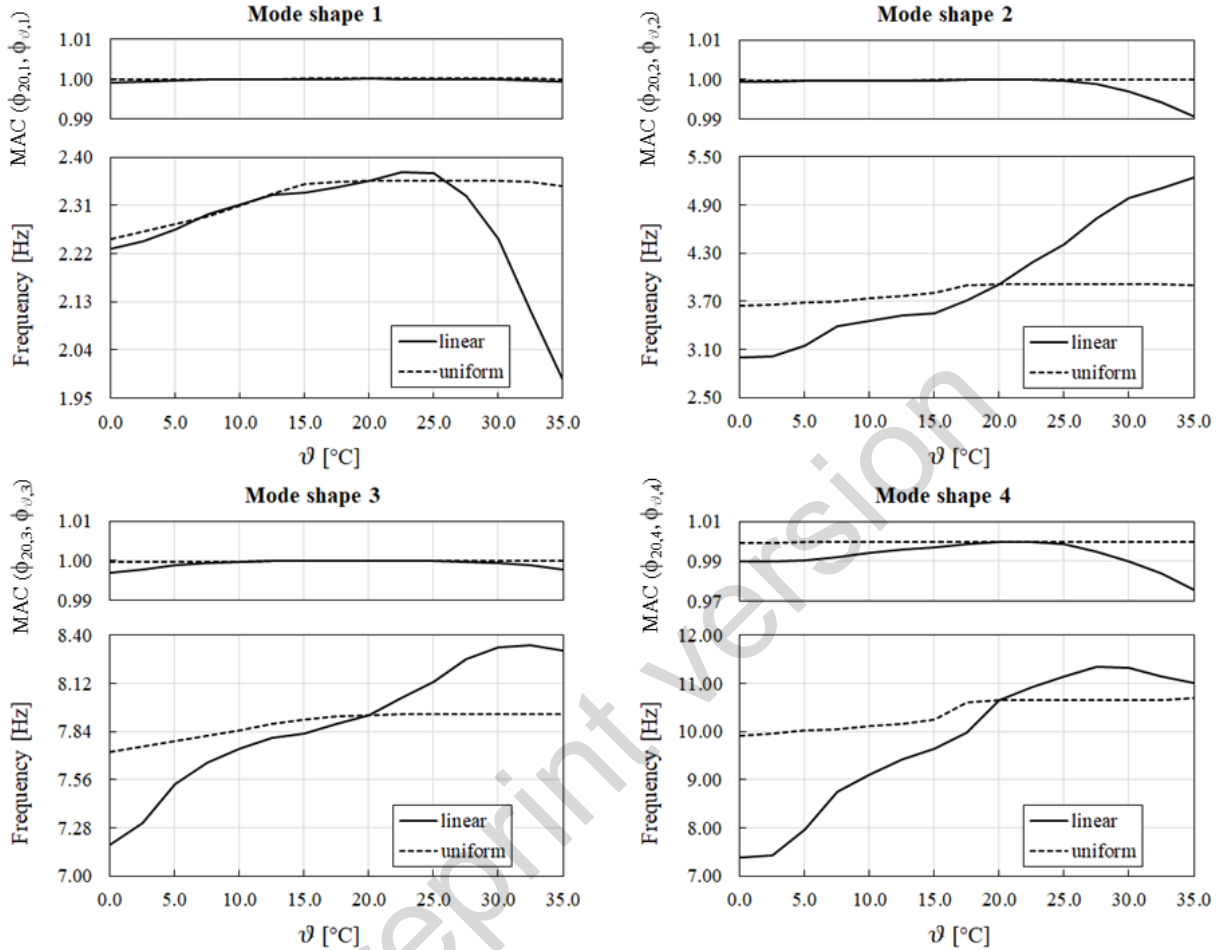 Mode shape 1
MAC (ϕ20,1, ϕϑ,1)
1.01
1.00
0.99
Frequency [Hz]
2.40
2.31
2.22
2.13
2.04
1.95
linear
uniform
0.0 5.0 10.0 15.0 20.0 25.0 30.0 35.0
ϑ [°C]
Mode shape 2
MAC (ϕ20,2, ϕϑ,2)
1.01
1.00
0.99
Frequency [Hz]
5.50
4.90
4.30
3.70
3.10
2.50
linear
uniform
0.0 5.0 10.0 15.0 20.0 25.0 30.0 35.0
ϑ [°C]
Mode shape 3
MAC (ϕ20,3, ϕϑ,3)
1.01
1.00
0.99
Frequency [Hz]
8.40
8.12
7.84
7.56
7.28
7.00
linear
uniform
0.0 5.0 10.0 15.0 20.0 25.0 30.0 35.0
ϑ [°C]
Mode shape 4
MAC (ϕ20,4, ϕϑ,4)
1.01
0.99
0.97
Frequency [Hz]
12.00
11.00
10.00
9.00
8.00
7.00
linear
uniform
0.0 5.0 10.0 15.0 20.0 25.0 30.0 35.0
ϑ [°C]
eprint version